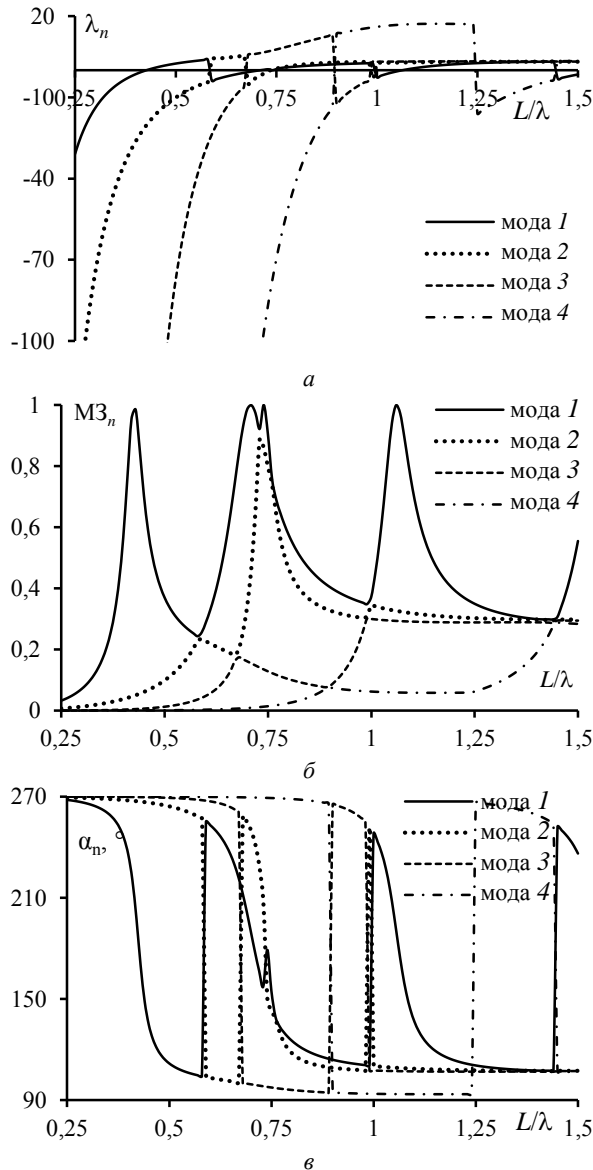 20
λn
-100,25
0,5
0,75
1
1,25
1,5
L/λ
-40
-70
-100
мода 1
мода 2
мода 3
мода 4
а
1
МЗn
0,8
0,6
0,4
0,2
0
мода 1
мода 2
мода 3
мода 4
L/λ
0,25
0,5
0,75
1
1,25
1,5
б
270
αn, °
210
150
90
мода 1
мода 2
мода 3
мода 4
0,25
0,5
0,75
1
1,25
L/λ
1,5
в